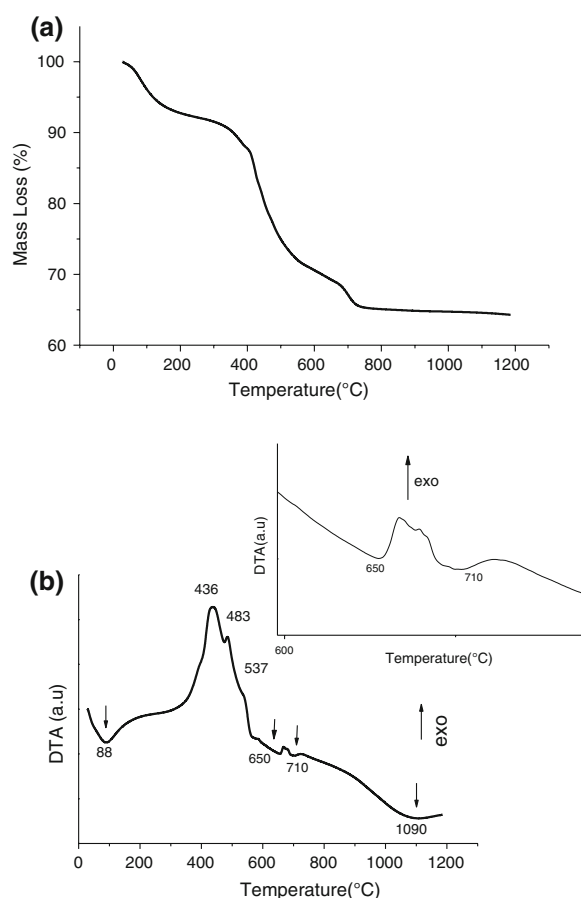 (a)
100
90
80
70
60
Mass Loss (%)
0 200 400 600 800 1000 1200
Temperature(°C)
exo
DTA(a.u)
650
710
600
Temperature(°C)
(b)
436
483
537
DTA (a.u)
88
650
710
exo
1090
0 200 400 600 800 1000 1200
Temperature(°C)